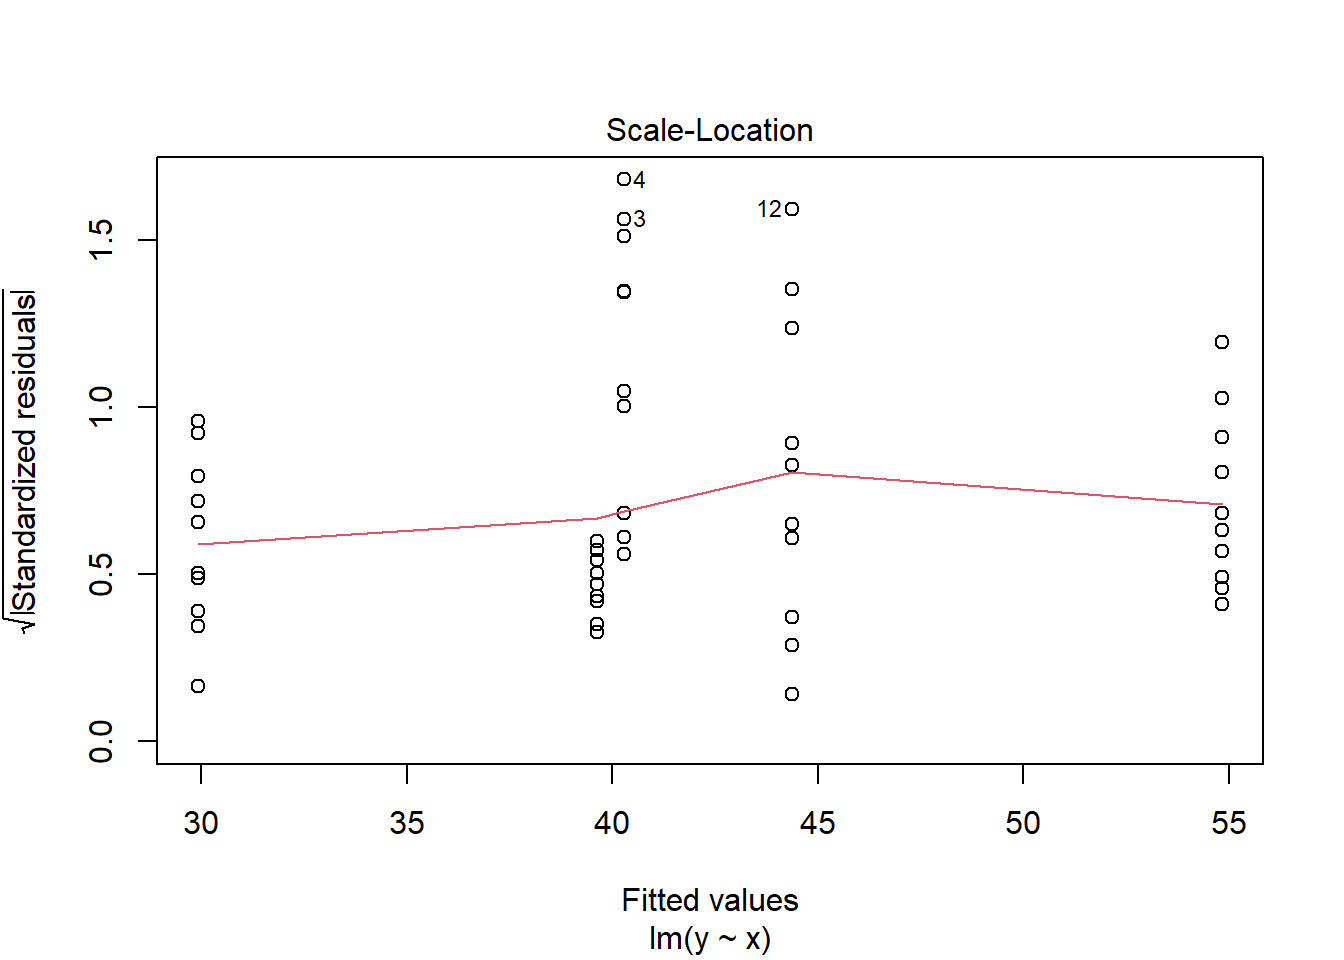 Scale-Location
√|Standardized residuals|
1.5
1.0
0.5
0.0
4
3
12
30 35 40 45 50 55
Fitted values
lm(y ~ x)